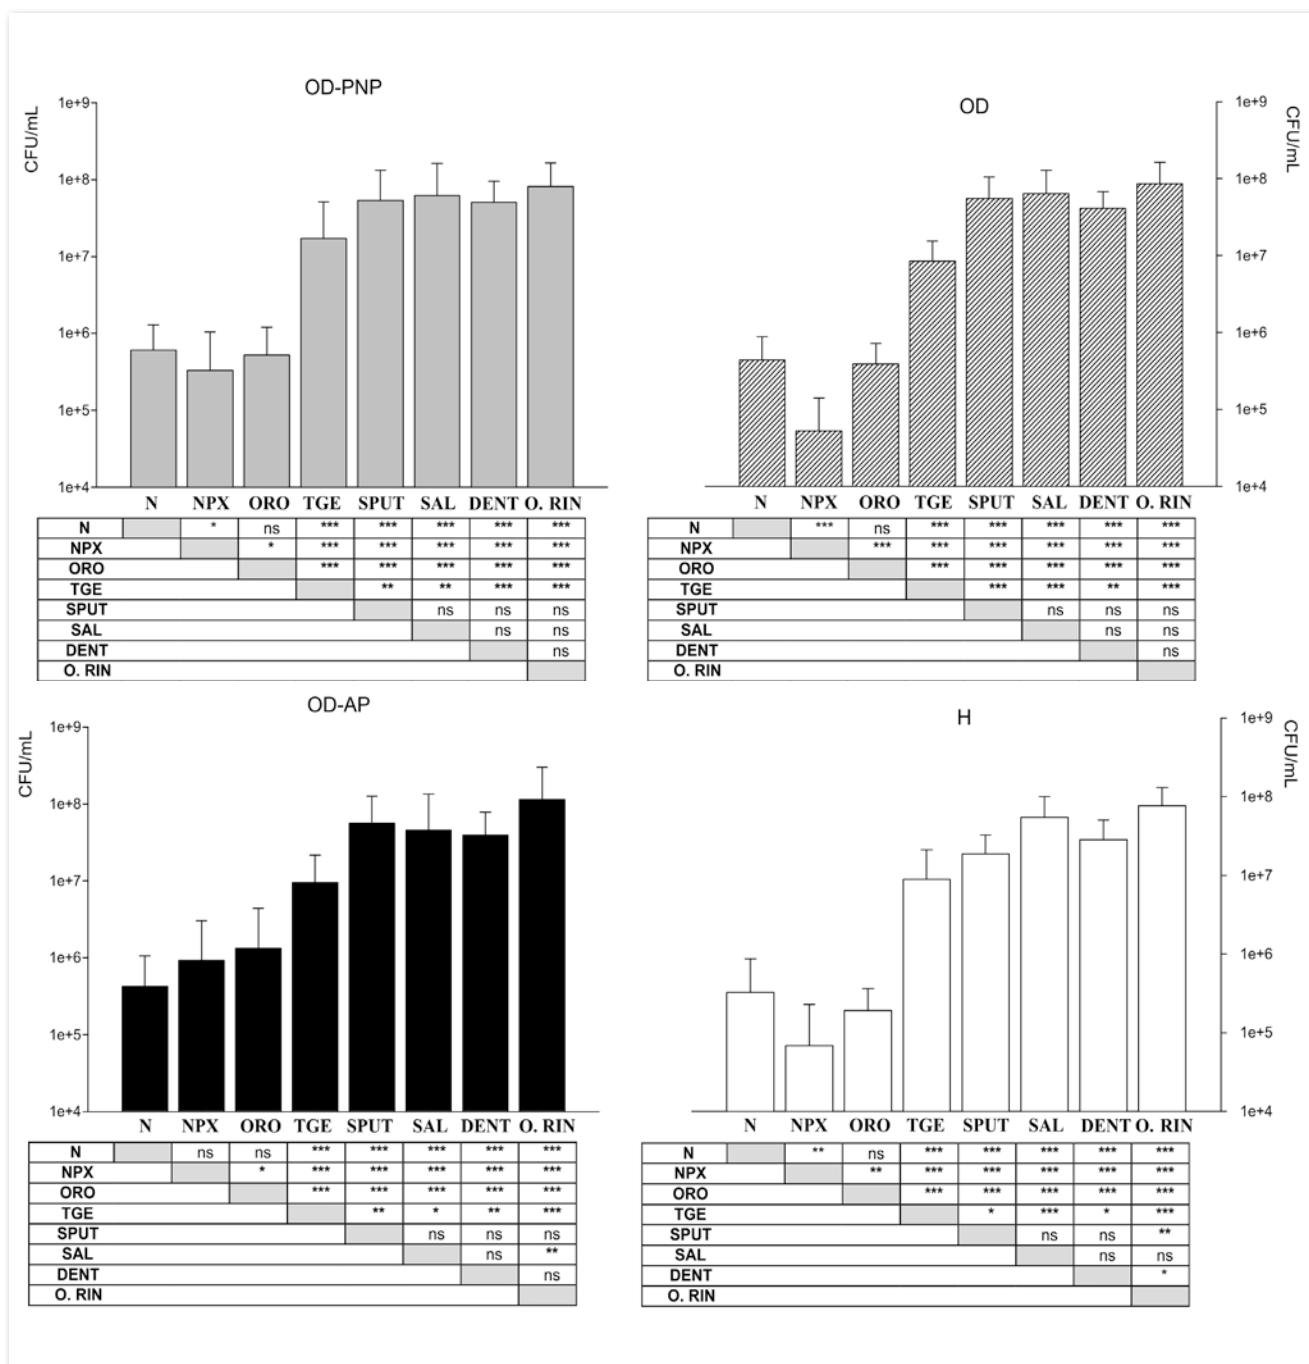 OD-PNP
CFU/mL
1e+9
1e+8
1e+7
1e+6
1e+5
1e+4
N NPX ORO TGE SPUT SAL DENT O. RIN
N * ns *** *** *** *** ***
NPX * *** *** *** *** ***
ORO *** *** *** *** ***
TGE ** ** *** ***
SPUT ns ns ns
SAL ns ns
DENT ns
O. RIN
OD
CFU/mL
1e+9
1e+8
1e+7
1e+6
1e+5
1e+4
N NPX ORO TGE SPUT SAL DENT O. RIN
N *** ns *** *** *** *** ***
NPX *** *** *** *** *** ***
ORO *** *** *** *** ***
TGE *** *** ** ***
SPUT ns ns ns
SAL ns ns
DENT ns
O. RIN
OD-AP
CFU/mL
1e+9
1e+8
1e+7
1e+6
1e+5
1e+4
N NPX ORO TGE SPUT SAL DENT O. RIN
N ns ns *** *** *** *** ***
NPX * *** *** *** *** ***
ORO *** *** *** *** ***
TGE ** * ** ***
SPUT ns ns ns
SAL ns **
DENT ns
O. RIN
H
CFU/mL
1e+9
1e+8
1e+7
1e+6
1e+5
1e+4
N NPX ORO TGE SPUT SAL DENT O. RIN
N ** ns *** *** *** *** ***
NPX ** *** *** *** *** ***
ORO *** *** *** *** ***
TGE * *** * ***
SPUT ns ns **
SAL ns ns
DENT *
O. RIN